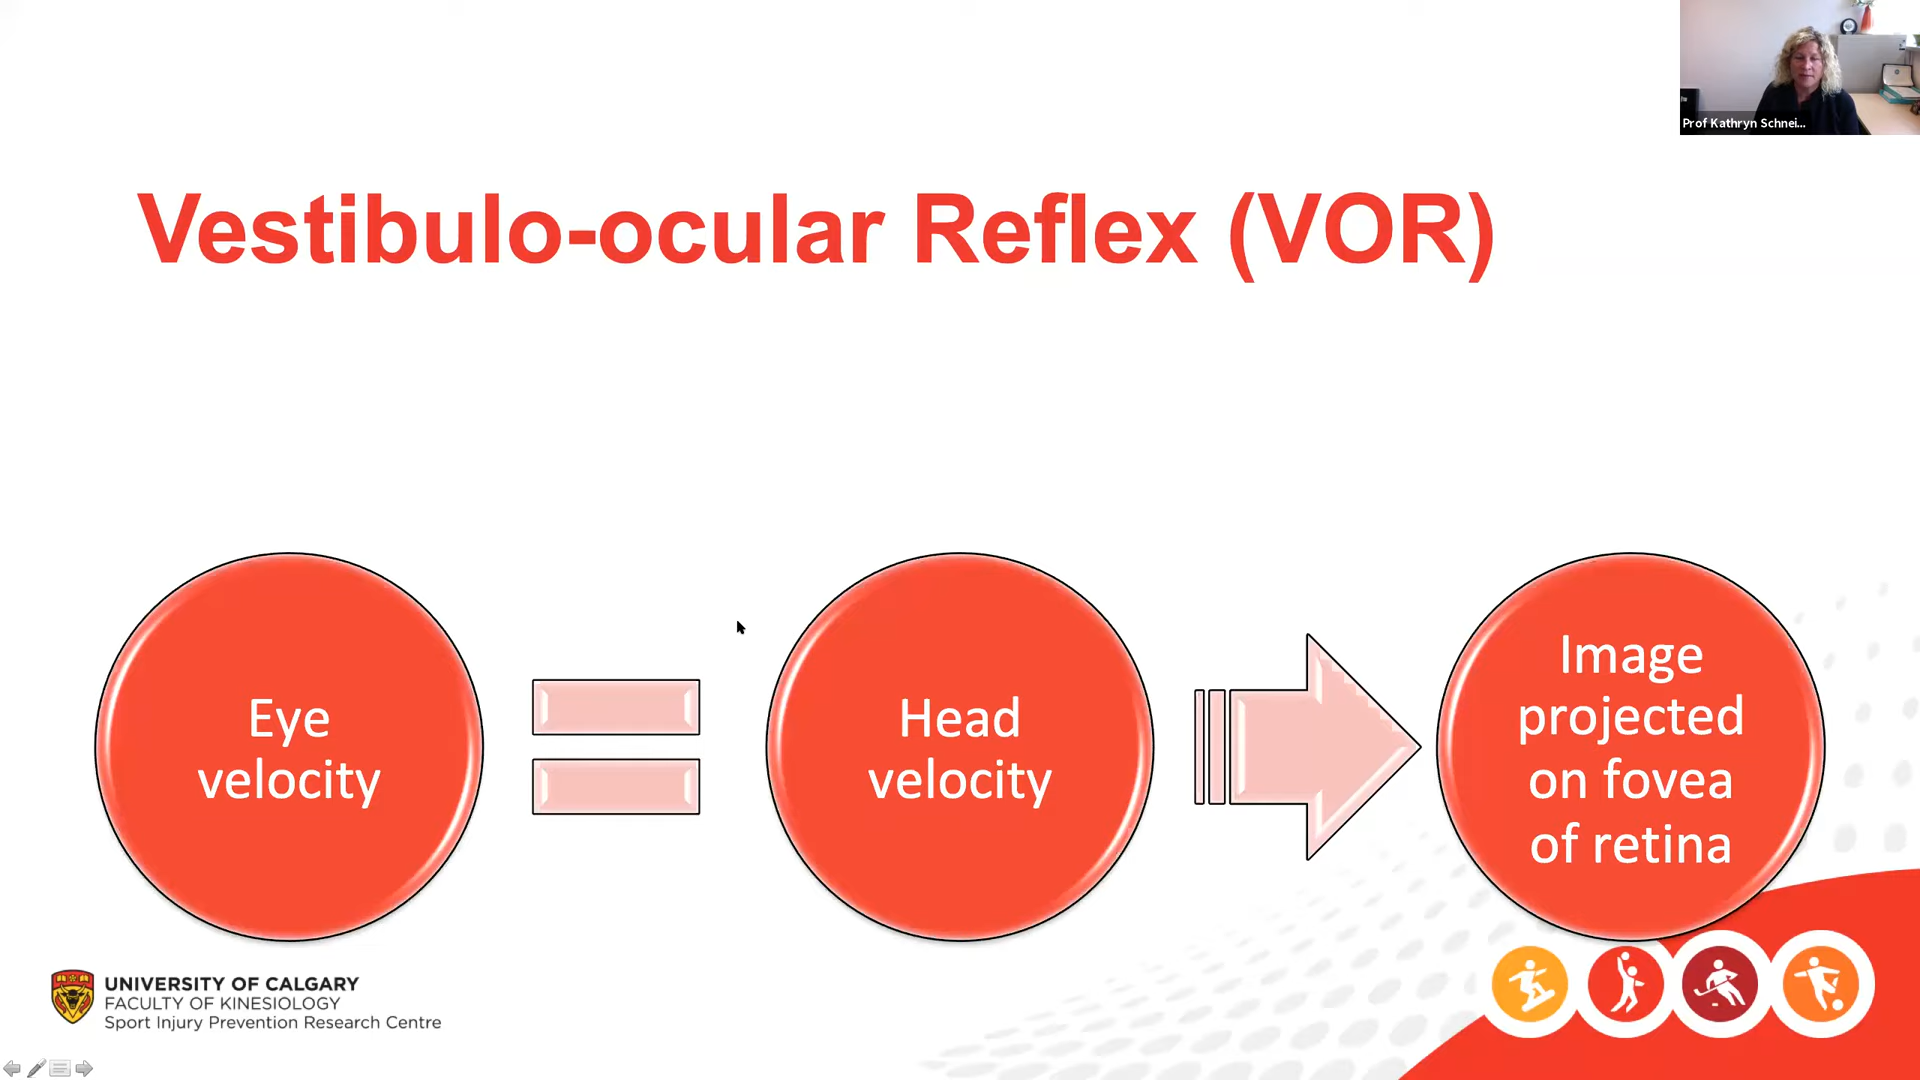 Prof Kathryn Schnei...
Vestibulo-ocular Reflex (VOR)
Eye
velocity
Head
velocity
Image
projected
on fovea
of retina
UNIVERSITY OF CALGARY
FACULTY OF KINESIOLOGY
Sport Injury Prevention Research Centre